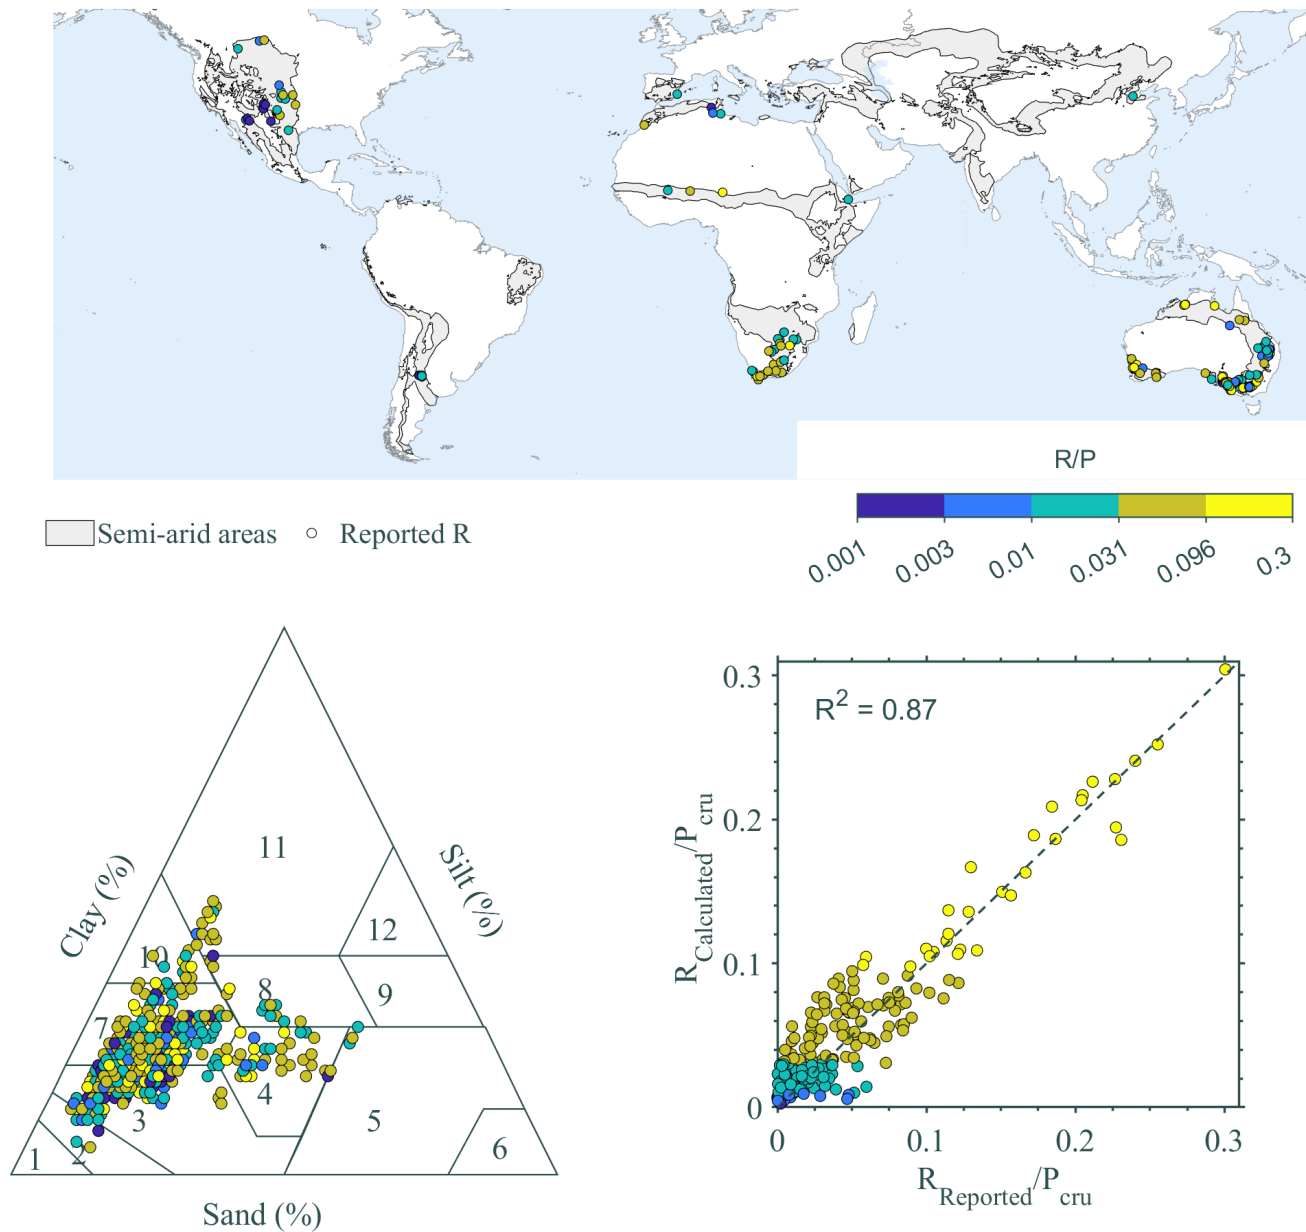 R/P
0.001 0.003 0.01 0.031 0.096 0.3
Semi-arid areas Reported R
Clay (%)
Silt (%)
Sand (%)
11
12
10
8
9
7
4
3
5
6
2
1
R² = 0.87
0.3
0.2
0.1
0
R_Calculated/P_cru
0 0.1 0.2 0.3
R_Reported/P_cru